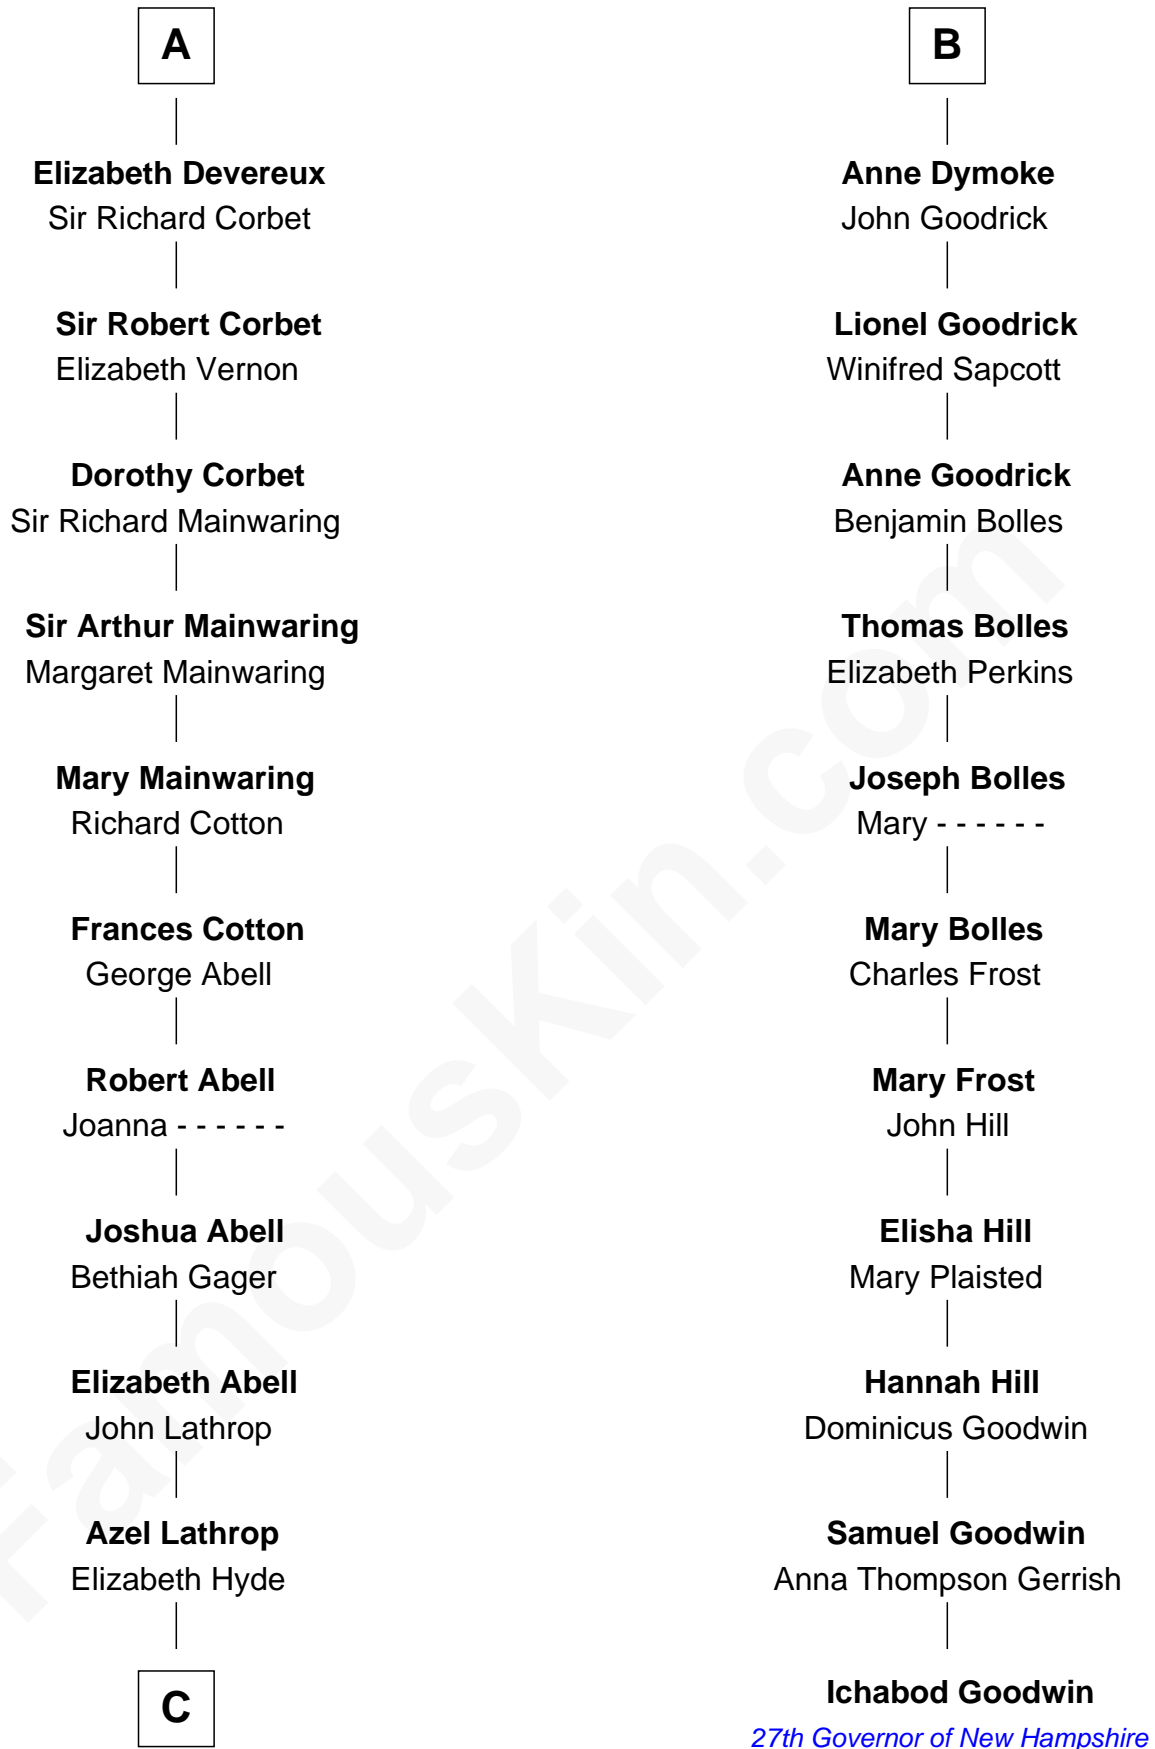 A
Elizabeth Devereux
Sir Richard Corbet
Sir Robert Corbet
Elizabeth Vernon
Dorothy Corbet
Sir Richard Mainwaring
Sir Arthur Mainwaring
Margaret Mainwaring
Mary Mainwaring
Richard Cotton
Frances Cotton
George Abell
Robert Abell
Joanna - - - - - -
Joshua Abell
Bethiah Gager
Elizabeth Abell
John Lathrop
Azel Lathrop
Elizabeth Hyde
C
B
Anne Dymoke
John Goodrick
Lionel Goodrick
Winifred Sapcott
Anne Goodrick
Benjamin Bolles
Thomas Bolles
Elizabeth Perkins
Joseph Bolles
Mary - - - - - -
Mary Bolles
Charles Frost
Mary Frost
John Hill
Elisha Hill
Mary Plaisted
Hannah Hill
Dominicus Goodwin
Samuel Goodwin
Anna Thompson Gerrish
Ichabod Goodwin
27th Governor of New Hampshire
FamousKin.com